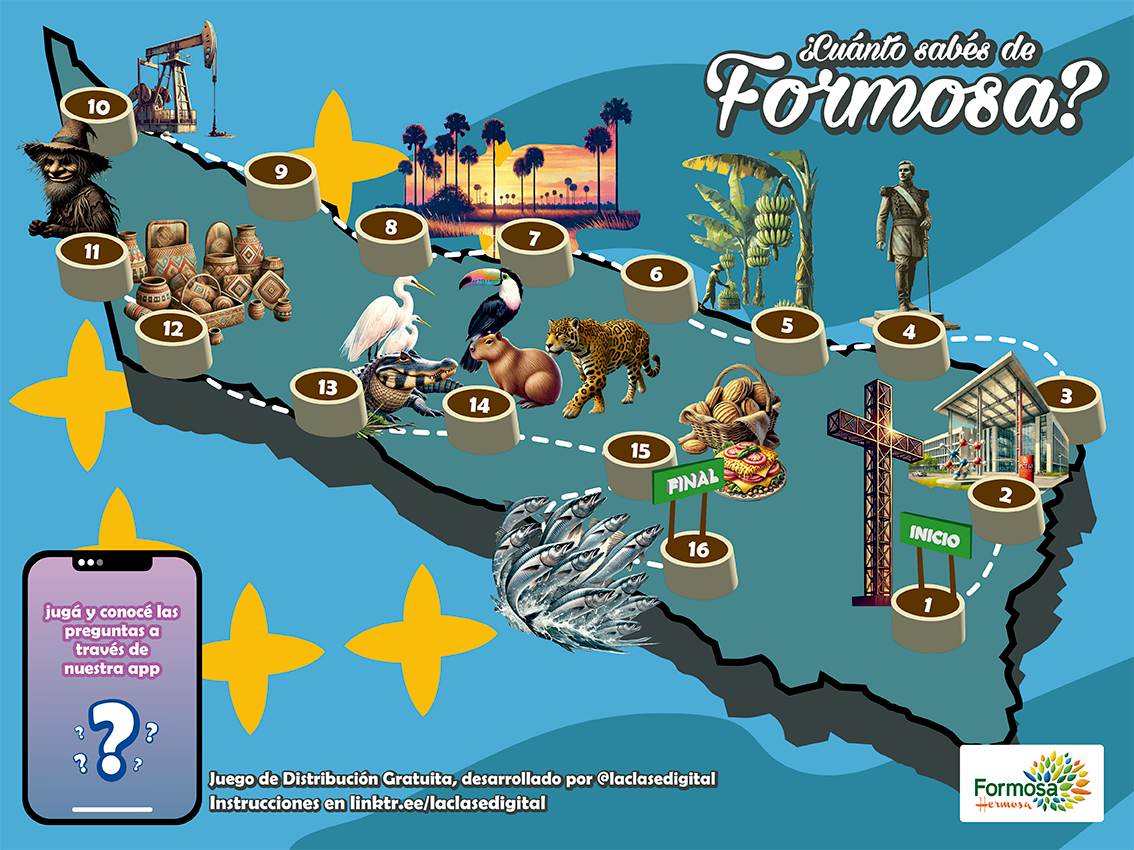 ¿Cuánto sabés de
Formosa?
10
9
8
7
6
5
4
3
11
12
13
14
15
FINAL
16
2
INICIO
1
jugá y conocé las
preguntas a
través de
nuestra app
?
? ?
? ?
Juego de Distribución Gratuita, desarrollado por @laclasedigital
Instrucciones en linktr.ee/laclasedigital
Formosa
Hermosa